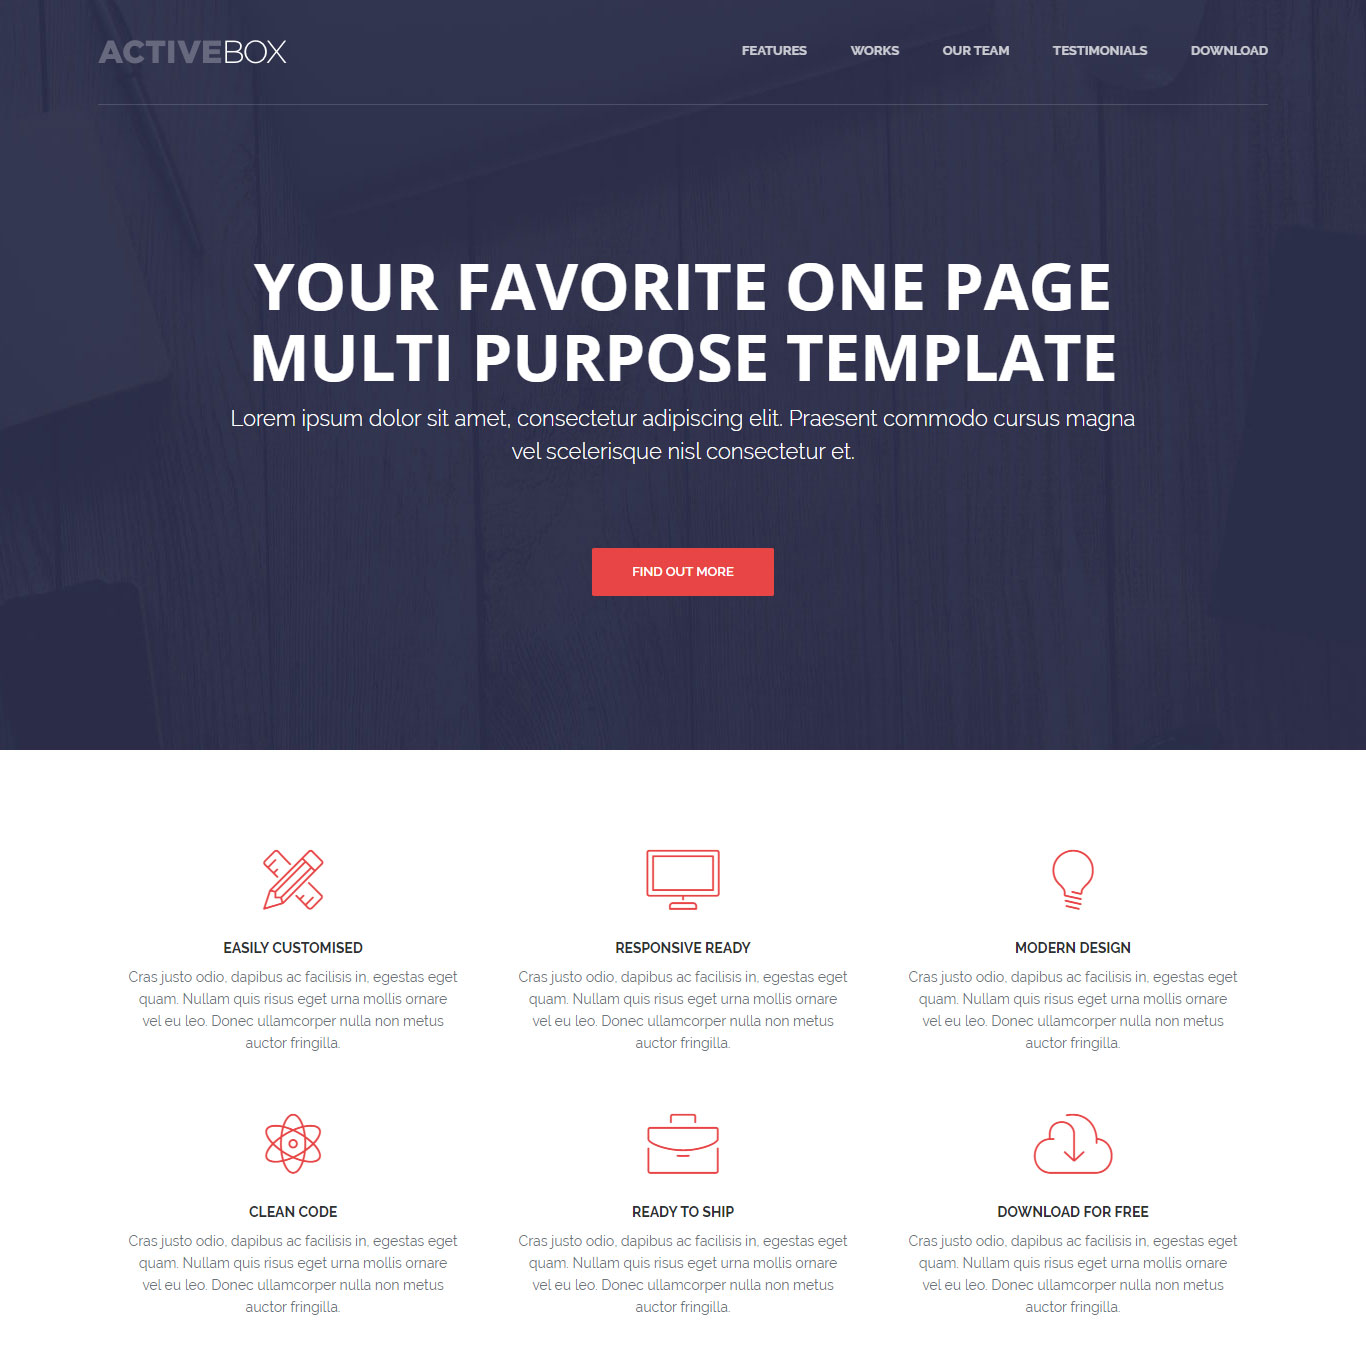 ACTIVEBOX
FEATURES WORKS OUR TEAM TESTIMONIALS DOWNLOAD
YOUR FAVORITE ONE PAGE
MULTI PURPOSE TEMPLATE
Lorem ipsum dolor sit amet, consectetur adipiscing elit. Praesent commodo cursus magna
vel scelerisque nisl consectetur et.
FIND OUT MORE
EASILY CUSTOMISED
Cras justo odio, dapibus ac facilisis in, egestas eget
quam. Nullam quis risus eget urna mollis ornare
vel eu leo. Donec ullamcorper nulla non metus
auctor fringilla.
RESPONSIVE READY
Cras justo odio, dapibus ac facilisis in, egestas eget
quam. Nullam quis risus eget urna mollis ornare
vel eu leo. Donec ullamcorper nulla non metus
auctor fringilla.
MODERN DESIGN
Cras justo odio, dapibus ac facilisis in, egestas eget
quam. Nullam quis risus eget urna mollis ornare
vel eu leo. Donec ullamcorper nulla non metus
auctor fringilla.
CLEAN CODE
Cras justo odio, dapibus ac facilisis in, egestas eget
quam. Nullam quis risus eget urna mollis ornare
vel eu leo. Donec ullamcorper nulla non metus
auctor fringilla.
READY TO SHIP
Cras justo odio, dapibus ac facilisis in, egestas eget
quam. Nullam quis risus eget urna mollis ornare
vel eu leo. Donec ullamcorper nulla non metus
auctor fringilla.
DOWNLOAD FOR FREE
Cras justo odio, dapibus ac facilisis in, egestas eget
quam. Nullam quis risus eget urna mollis ornare
vel eu leo. Donec ullamcorper nulla non metus
auctor fringilla.